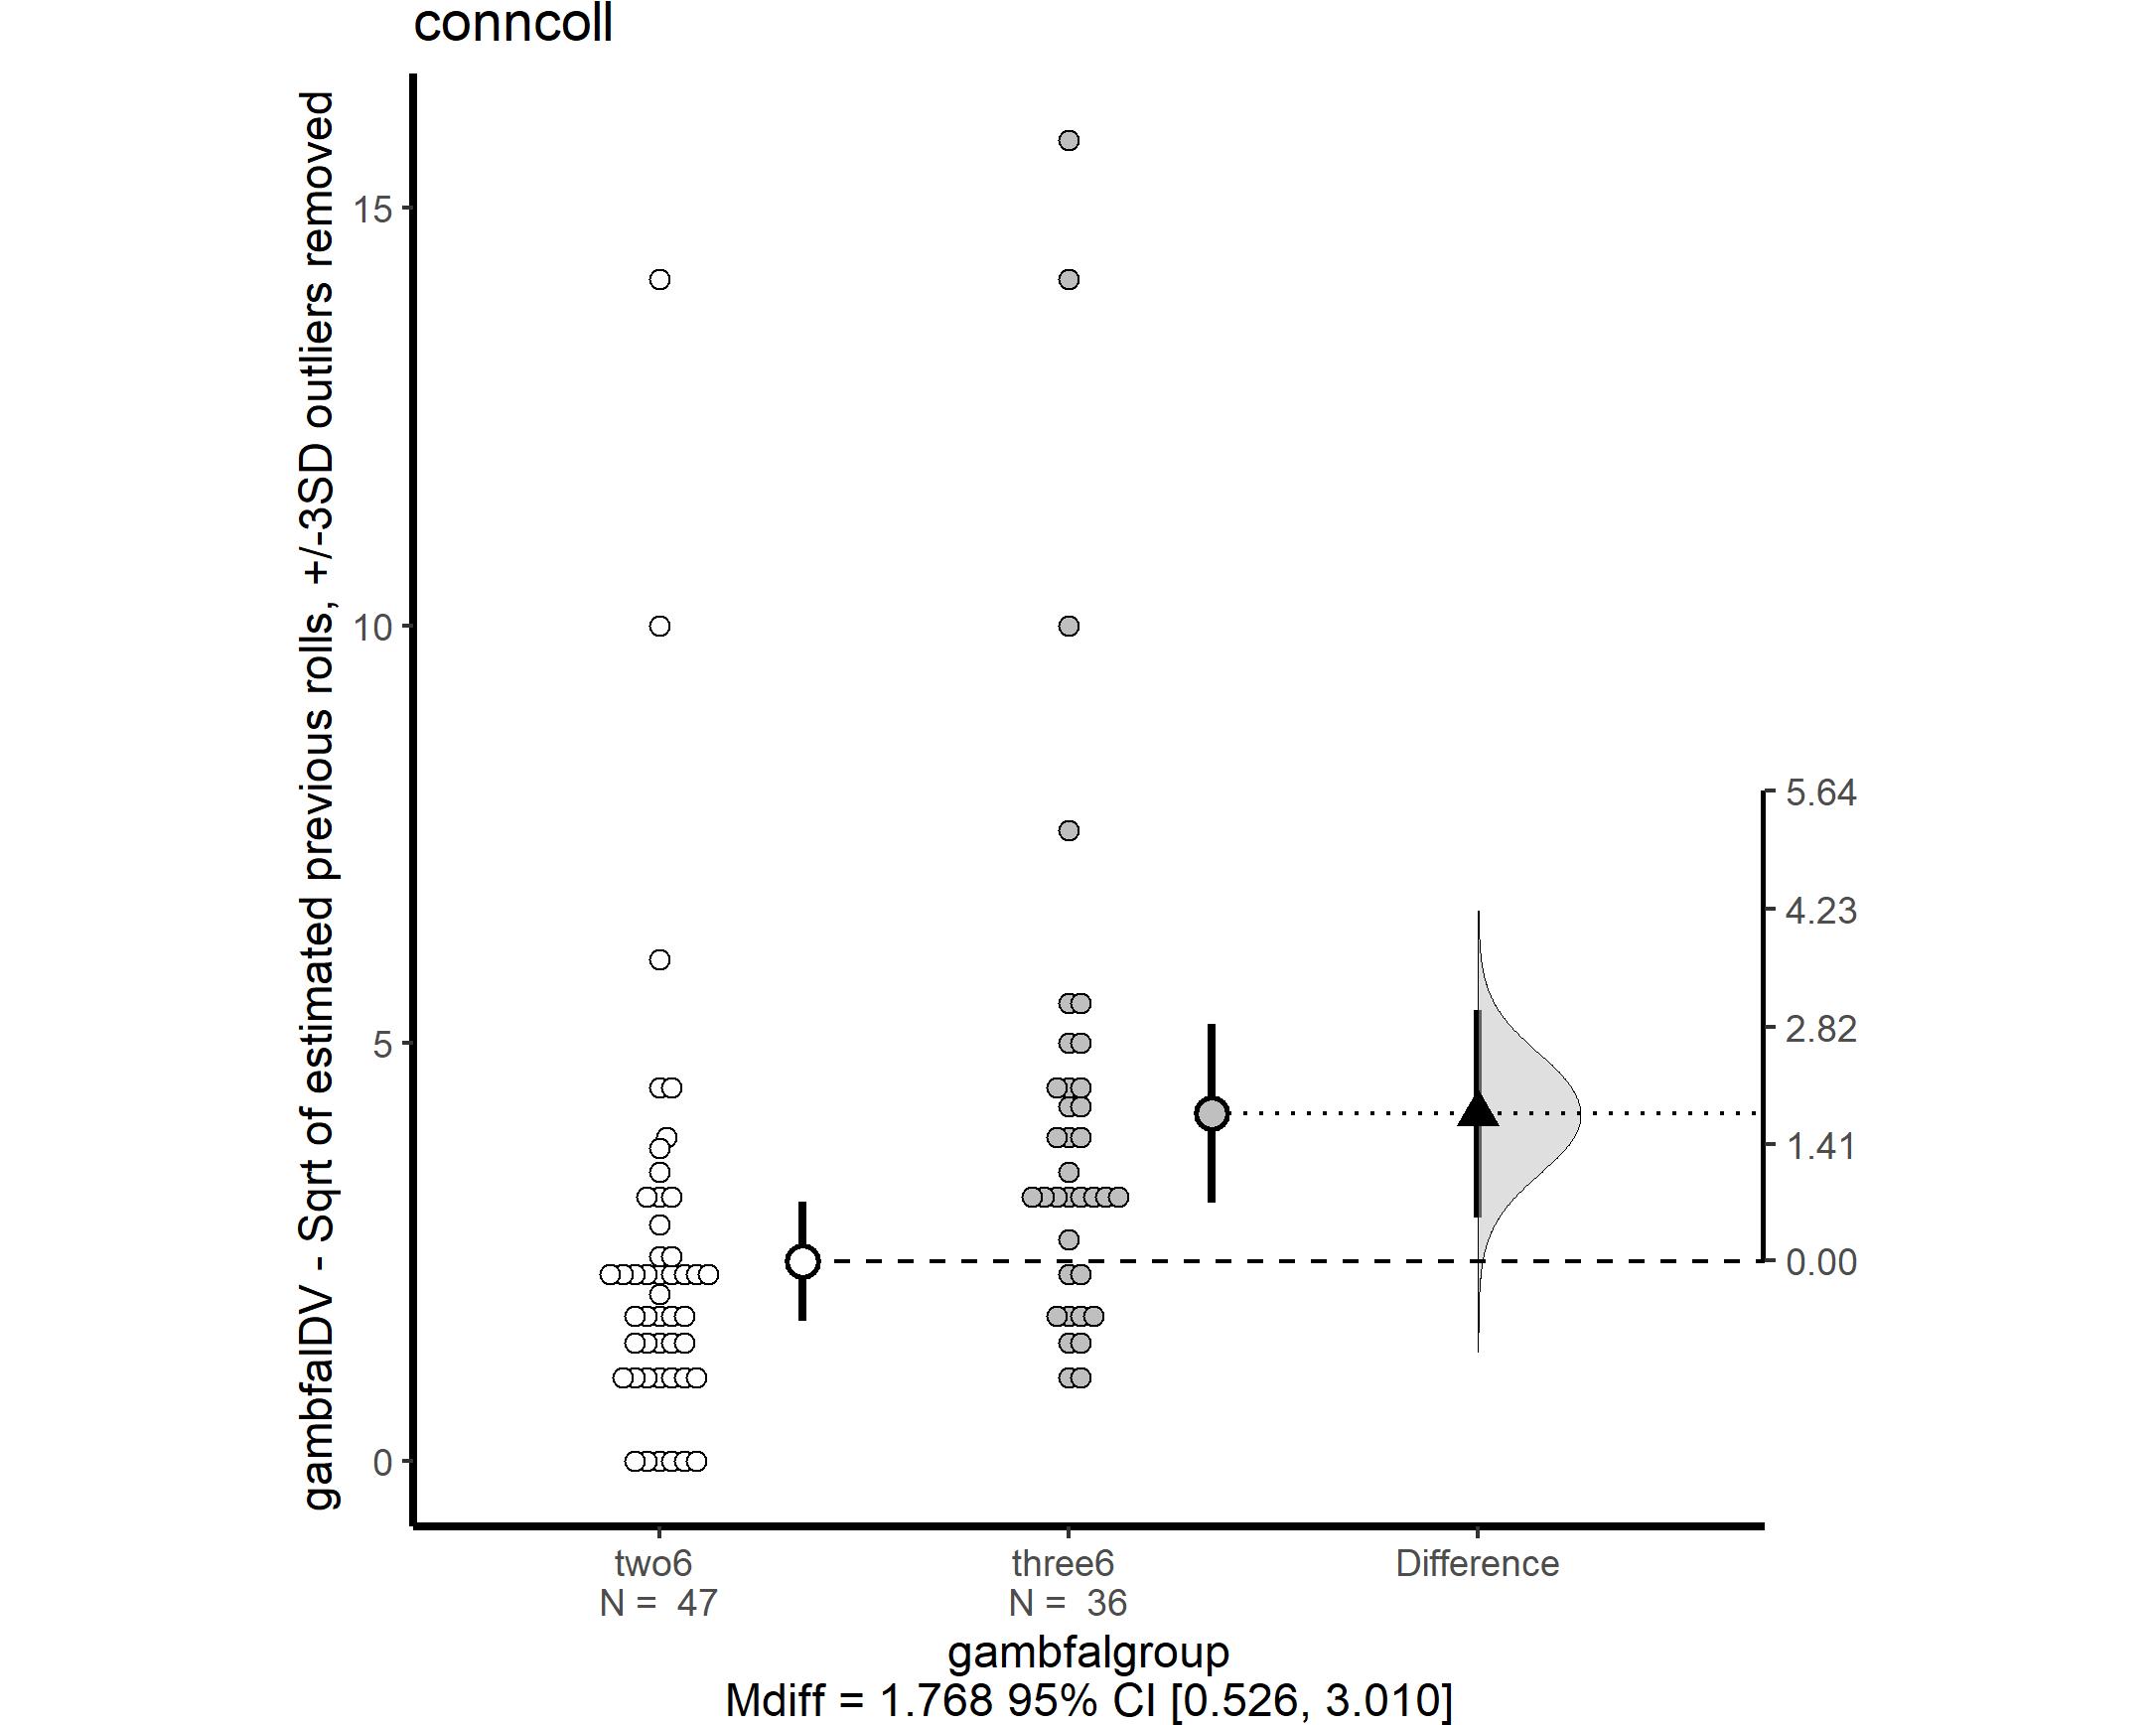 conncoll
gambfalDV - Sqrt of estimated previous rolls, +/-3SD outliers removed
15
10
5
0
5.64
4.23
2.82
1.41
0.00
two6
N =  47
three6
N =  36
Difference
gambfalgroup
Mdiff = 1.768 95% CI [0.526, 3.010]